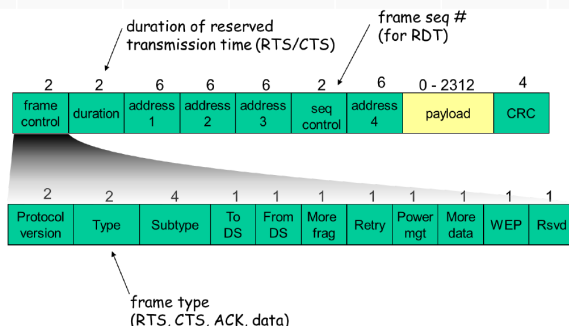 duration of reserved
transmission time (RTS/CTS)
frame seq #
(for RDT)
2 2 6 6 6 2 6 0 - 2312 4
frame
control
duration
address
1
address
2
address
3
seq
control
address
4
payload
CRC
2 2 4 1 1 1 1 1 1 1 1
Protocol
version
Type
Subtype
To
DS
From
DS
More
frag
Retry
Power
mgt
More
data
WEP
Rsvd
frame type
(RTS, CTS, ACK, data)